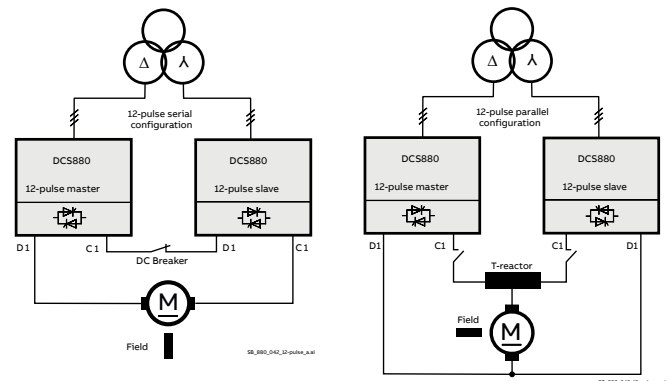 Δ
Y
12-pulse serial
configuration
DCS880
12-pulse master
DCS880
12-pulse slave
D1
C1
D1
C1
DC Breaker
M
Field
SB_880_042_12-pulse_a.ai
Δ
Y
12-pulse parallel
configuration
DCS880
12-pulse master
DCS880
12-pulse slave
D1
C1
C1
D1
T-reactor
Field
M